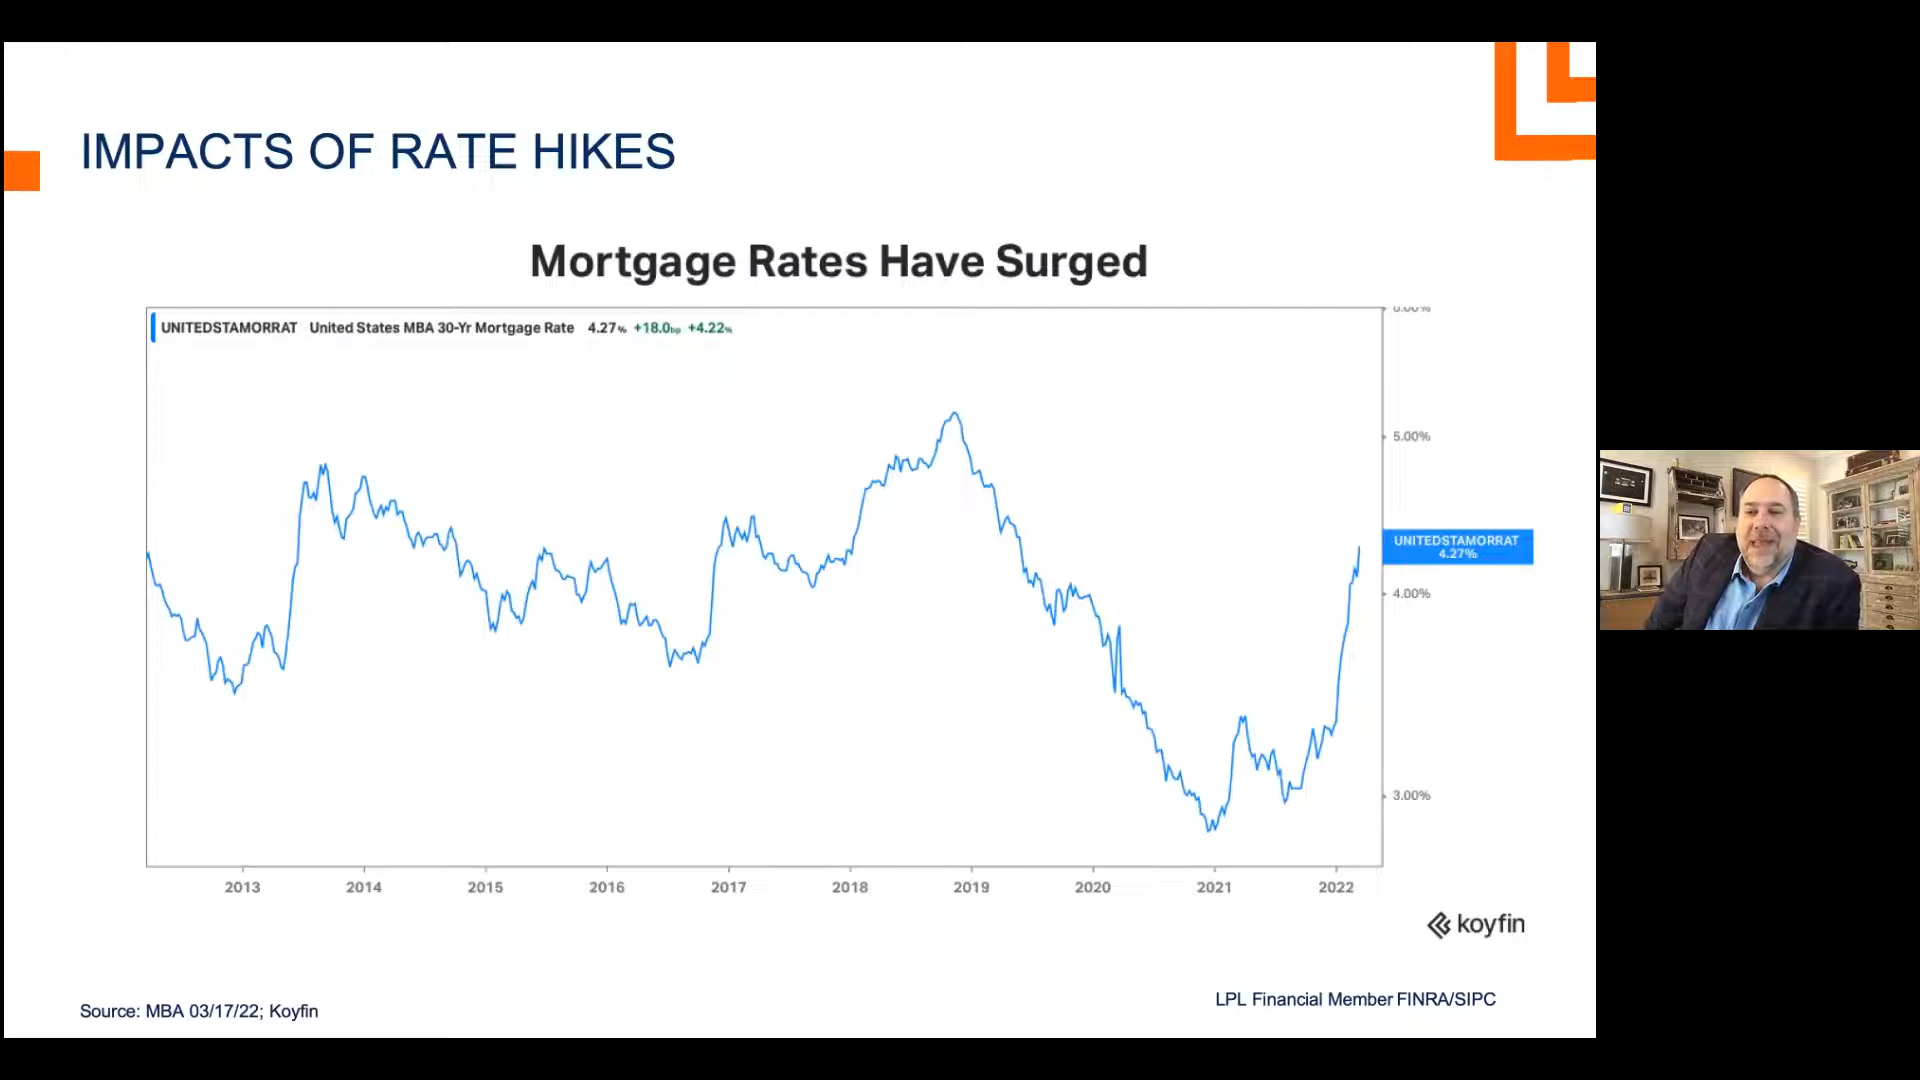 IMPACTS OF RATE HIKES
Mortgage Rates Have Surged
UNITEDSTAMORRAT United States MBA 30-Yr Mortgage Rate 4.27% +18.0bp +4.22%
6.00%
5.00%
UNITEDSTAMORRAT
4.27%
4.00%
3.00%
2013 2014 2015 2016 2017 2018 2019 2020 2021 2022
koyfin
LPL Financial Member FINRA/SIPC
Source: MBA 03/17/22; Koyfin